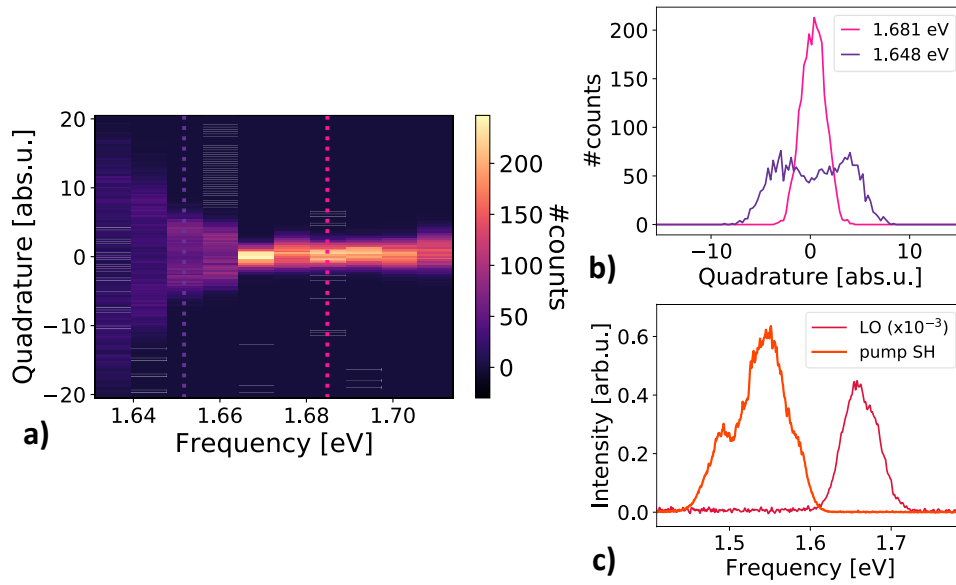 20
10
0
−10
−20
Quadrature [abs.u.]
1.64
1.66
1.68
1.70
Frequency [eV]
a)
200
150
100
50
0
#counts
200
150
100
50
0
#counts
1.681 eV
1.648 eV
−10
0
10
Quadrature [abs.u.]
b)
0.6
0.4
0.2
0.0
Intensity [arb.u.]
LO (x10⁻³)
pump SH
1.5
1.6
1.7
Frequency [eV]
c)